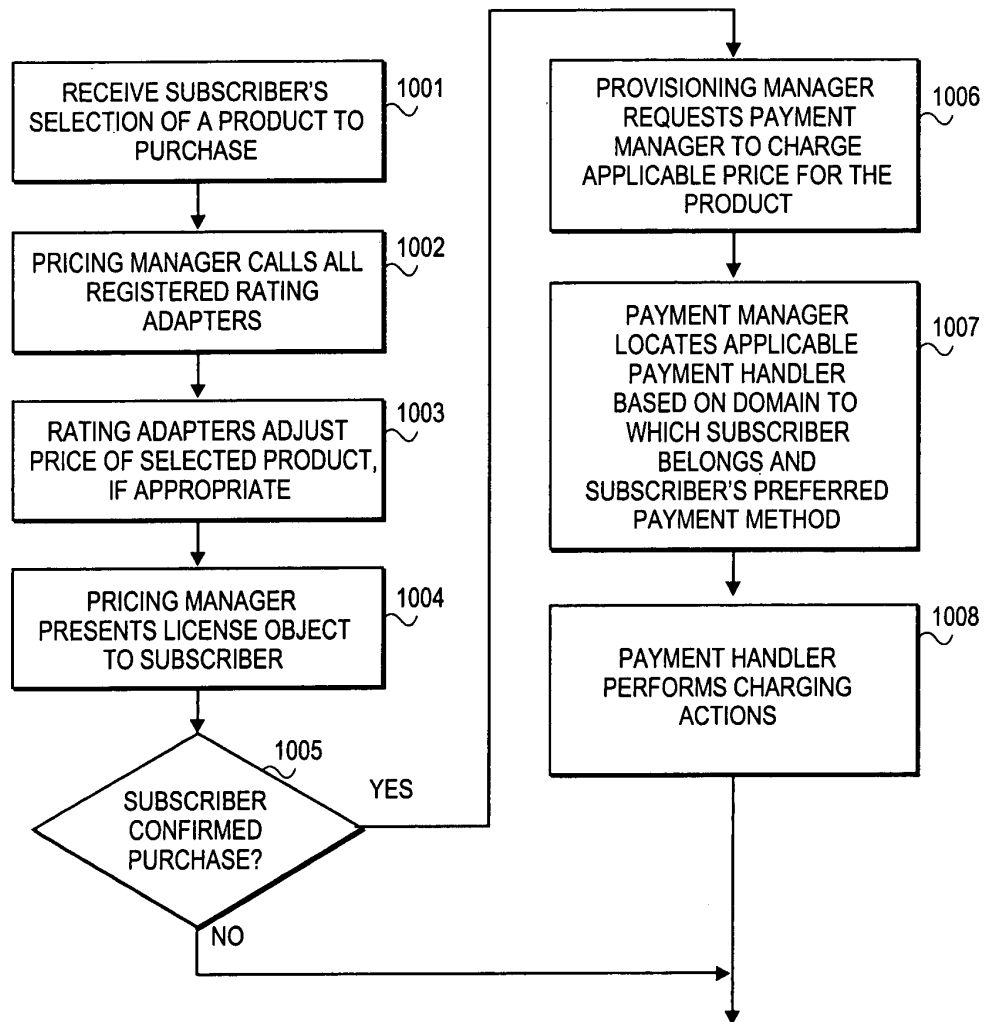 RECEIVE SUBSCRIBER'S
SELECTION OF A PRODUCT TO
PURCHASE
1001
PRICING MANAGER CALLS ALL
REGISTERED RATING
ADAPTERS
1002
RATING ADAPTERS ADJUST
PRICE OF SELECTED PRODUCT,
IF APPROPRIATE
1003
PRICING MANAGER
PRESENTS LICENSE OBJECT
TO SUBSCRIBER
1004
SUBSCRIBER
CONFIRMED
PURCHASE?
1005
YES
NO
PROVISIONING MANAGER
REQUESTS PAYMENT
MANAGER TO CHARGE
APPLICABLE PRICE FOR THE
PRODUCT
1006
PAYMENT MANAGER
LOCATES APPLICABLE
PAYMENT HANDLER
BASED ON DOMAIN TO
WHICH SUBSCRIBER
BELONGS AND
SUBSCRIBER'S PREFERRED
PAYMENT METHOD
1007
PAYMENT HANDLER
PERFORMS CHARGING
ACTIONS
1008